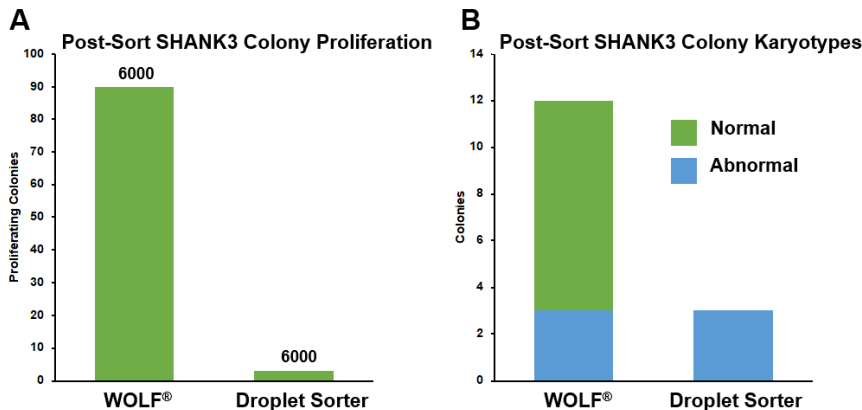 A
Post-Sort SHANK3 Colony Proliferation
100
90
80
70
60
50
40
30
20
10
0
Proliferating Colonies
6000
6000
WOLF®
Droplet Sorter
B
Post-Sort SHANK3 Colony Karyotypes
14
12
10
8
6
4
2
0
Colonies
Normal
Abnormal
WOLF®
Droplet Sorter